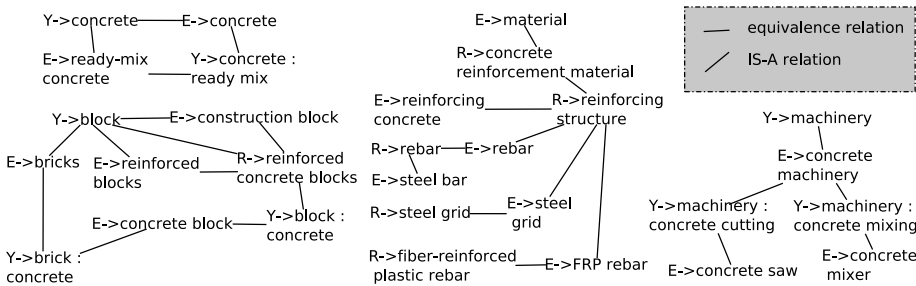 Y->concrete
E->concrete
E->ready-mix
concrete
Y->concrete :
ready mix
Y->block
E->construction block
E->bricks
E->reinforced
blocks
R->reinforced
concrete blocks
E->concrete block
Y->block :
concrete
Y->brick :
concrete
E->material
R->concrete
reinforcement material
E->reinforcing
concrete
R->reinforcing
structure
R->rebar
E->rebar
E->steel bar
R->steel grid
E->steel
grid
R->fiber-reinforced
plastic rebar
E->FRP rebar
equivalence relation
IS-A relation
Y->machinery
E->concrete
machinery
Y->machinery :
concrete cutting
Y->machinery :
concrete mixing
E->concrete saw
E->concrete
mixer